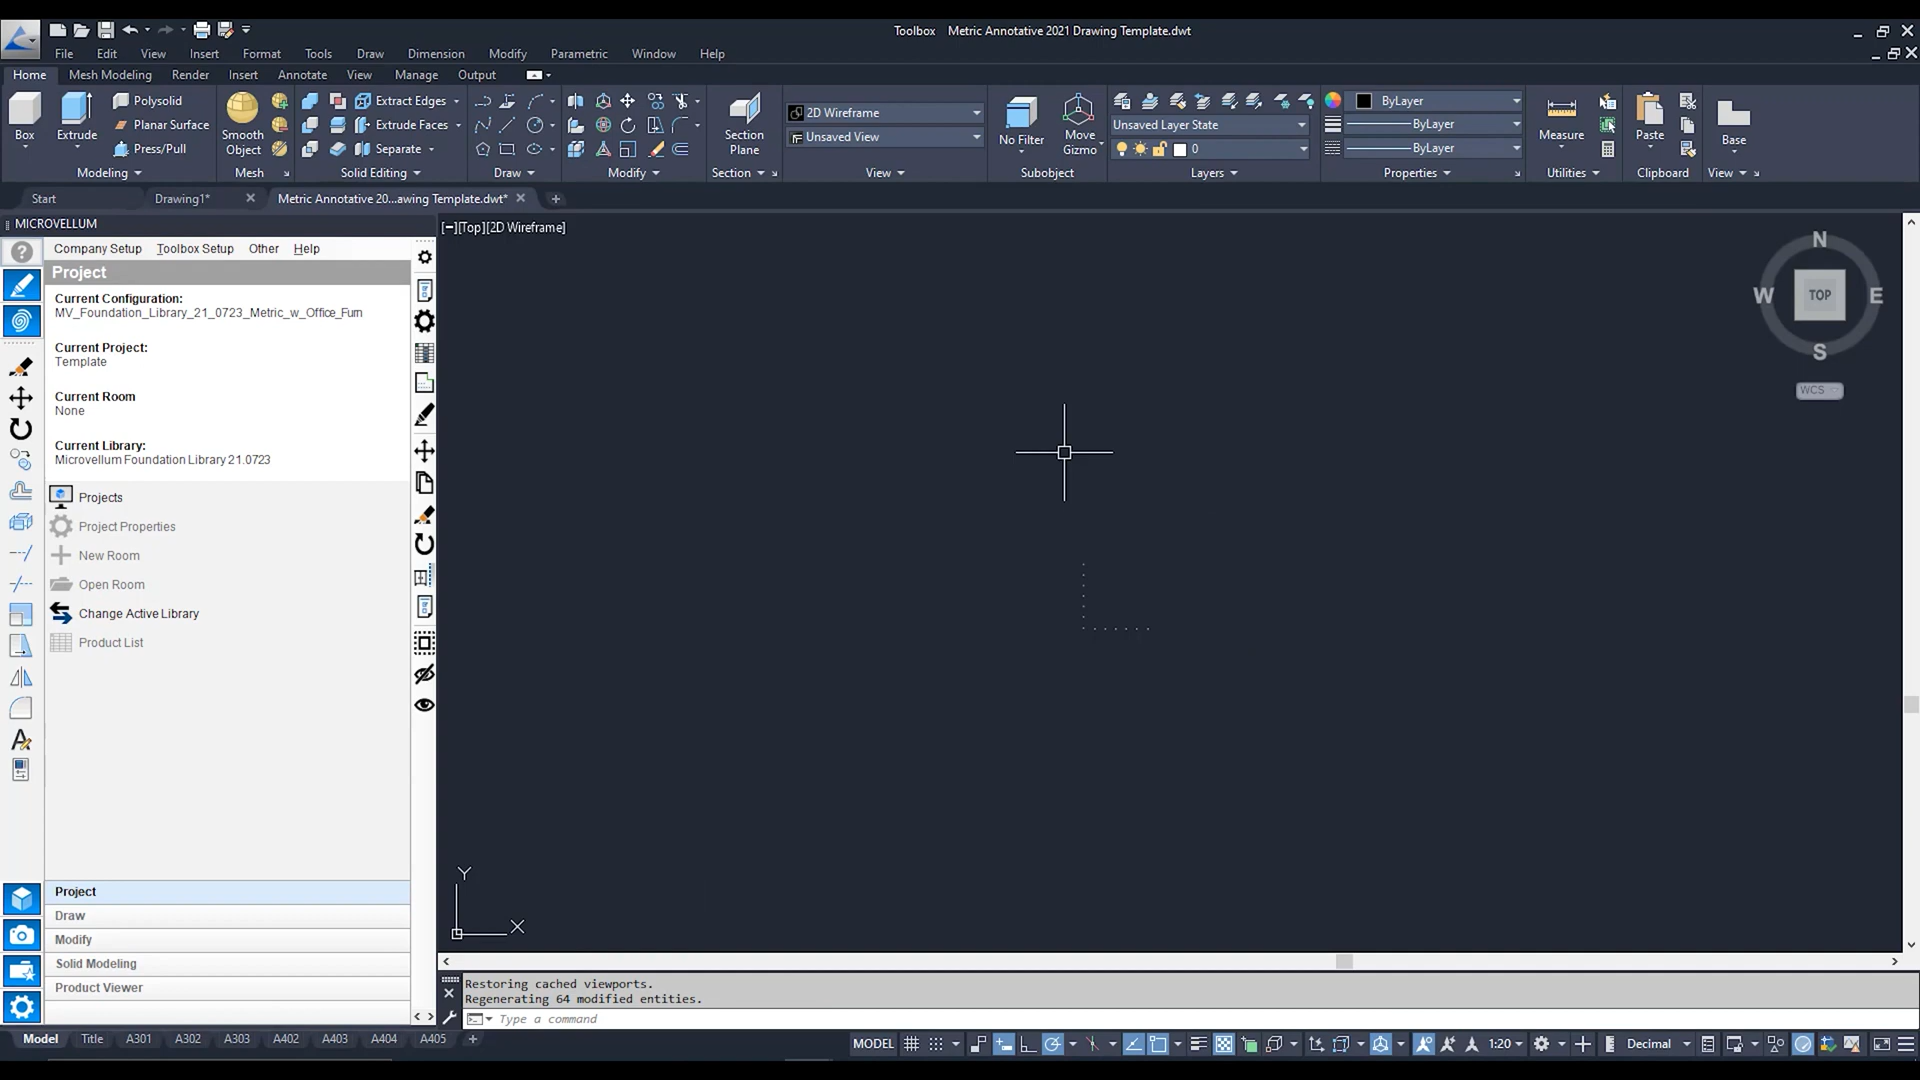 Toolbox Metric Annotative 2021 Drawing Template.dwt
File Edit View Insert Format Tools Draw Dimension Modify Parametric Window Help
Home Mesh Modeling Render Insert Annotate View Manage Output
Polysolid
Planar Surface
Press/Pull
Box
Extrude
Smooth
Object
Extract Edges
Extrude Faces
Separate
Section
Plane
2D Wireframe
Unsaved View
No Filter
Move
Gizmo
Unsaved Layer State
0
ByLayer
ByLayer
ByLayer
Measure
Paste
Base
Modeling Mesh Solid Editing Draw Modify Section View Subobject Layers Properties Utilities Clipboard View
Start Drawing1* Metric Annotative 20...awing Template.dwt*
MICROVELLUM
Company Setup Toolbox Setup Other Help
Project
Current Configuration:
MV_Foundation_Library_21_0723_Metric_w_Office_Furn
Current Project:
Template
Current Room
None
Current Library:
Microvellum Foundation Library 21.0723
Projects
Project Properties
New Room
Open Room
Change Active Library
Product List
Project
Draw
Modify
Solid Modeling
Product Viewer
[−][Top][2D Wireframe]
N
W TOP E
S
WCS
Y
X
Restoring cached viewports.
Regenerating 64 modified entities.
Type a command
Model Title A301 A302 A303 A402 A403 A404 A405
MODEL 1:20 Decimal